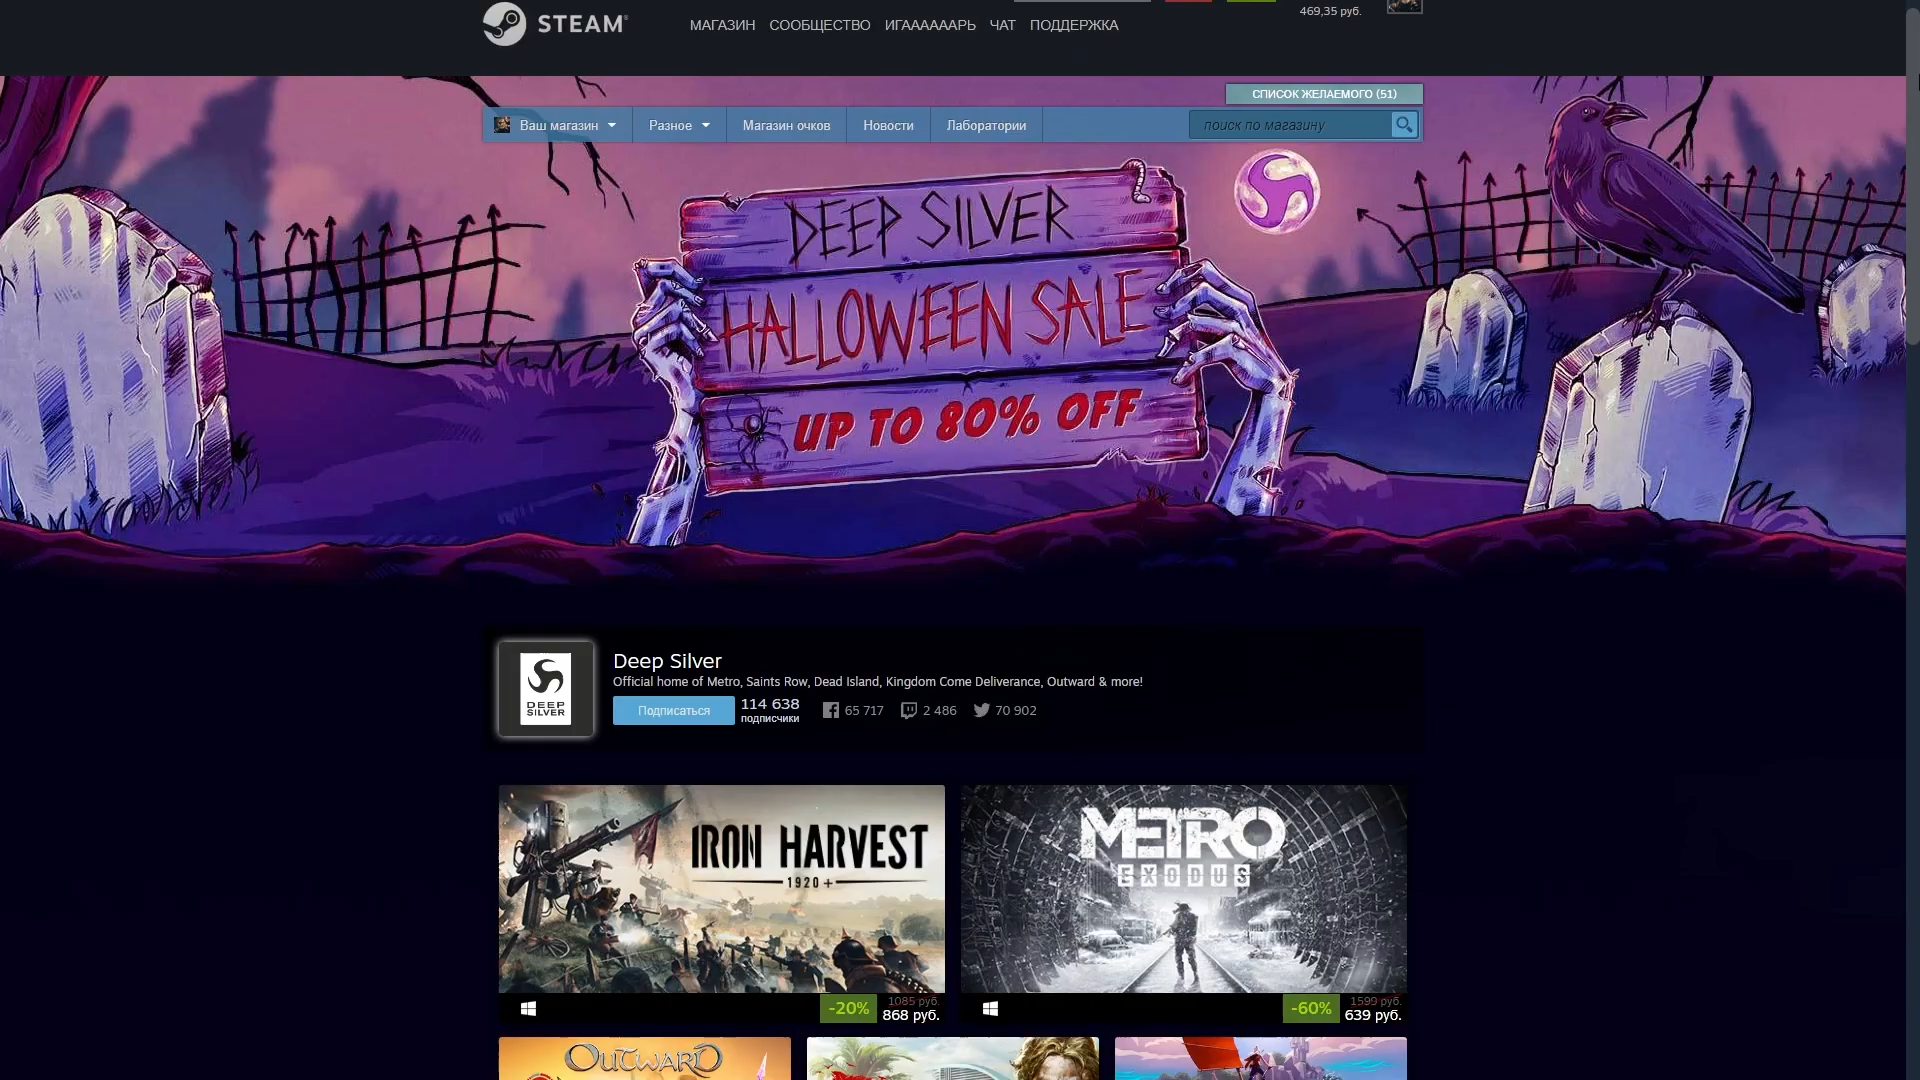 STEAM
МАГАЗИН СООБЩЕСТВО ИГААААААРЬ ЧАТ ПОДДЕРЖКА
469,35 руб.
СПИСОК ЖЕЛАЕМОГО (51)
Ваш магазин Разное Магазин очков Новости Лаборатории поиск по магазину
DEEP SILVER
HALLOWEEN SALE
UP TO 80% OFF
DEEP
SILVER
Deep Silver
Official home of Metro, Saints Row, Dead Island, Kingdom Come Deliverance, Outward & more!
Подписаться 114 638
подписчики 65 717 2 486 70 902
IRON HARVEST
1920+
METRO
EXODUS
-20% 1085 руб.
868 руб.
-60% 1599 руб.
639 руб.
OUTWARD